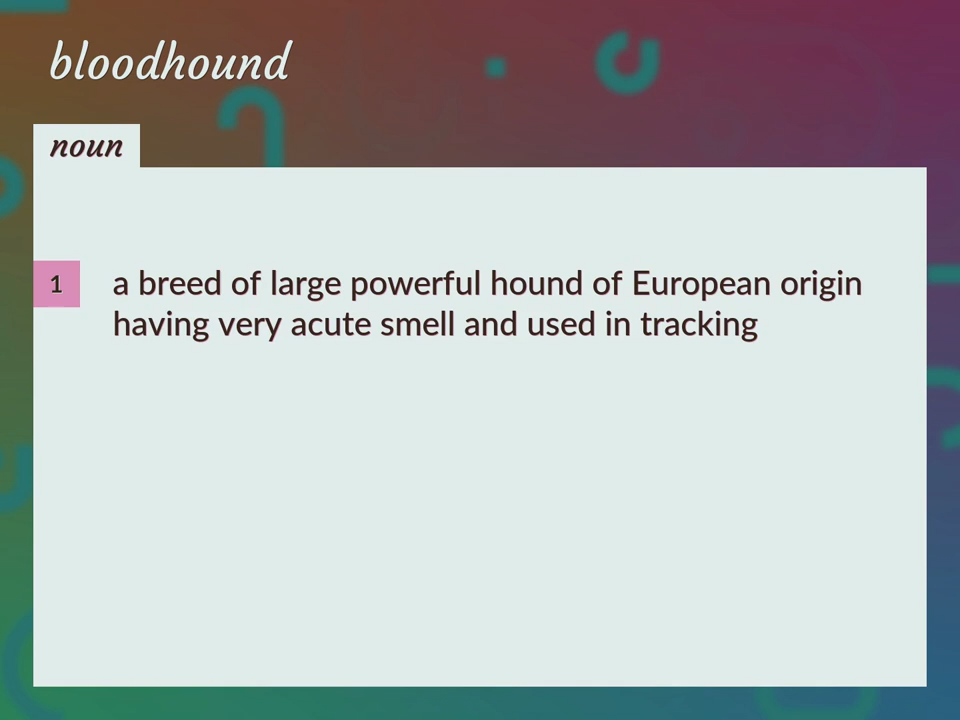 bloodhound
noun
1
a breed of large powerful hound of European origin
having very acute smell and used in tracking